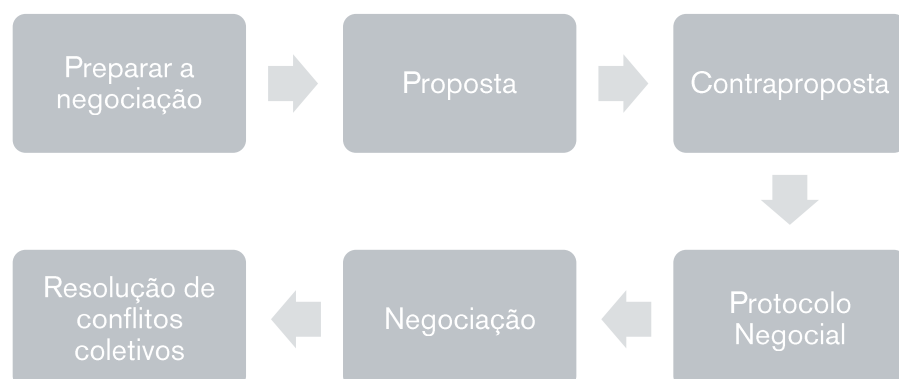 Preparar a
negociação
Proposta
Contraproposta
Protocolo
Negocial
Negociação
Resolução de
conflitos
coletivos